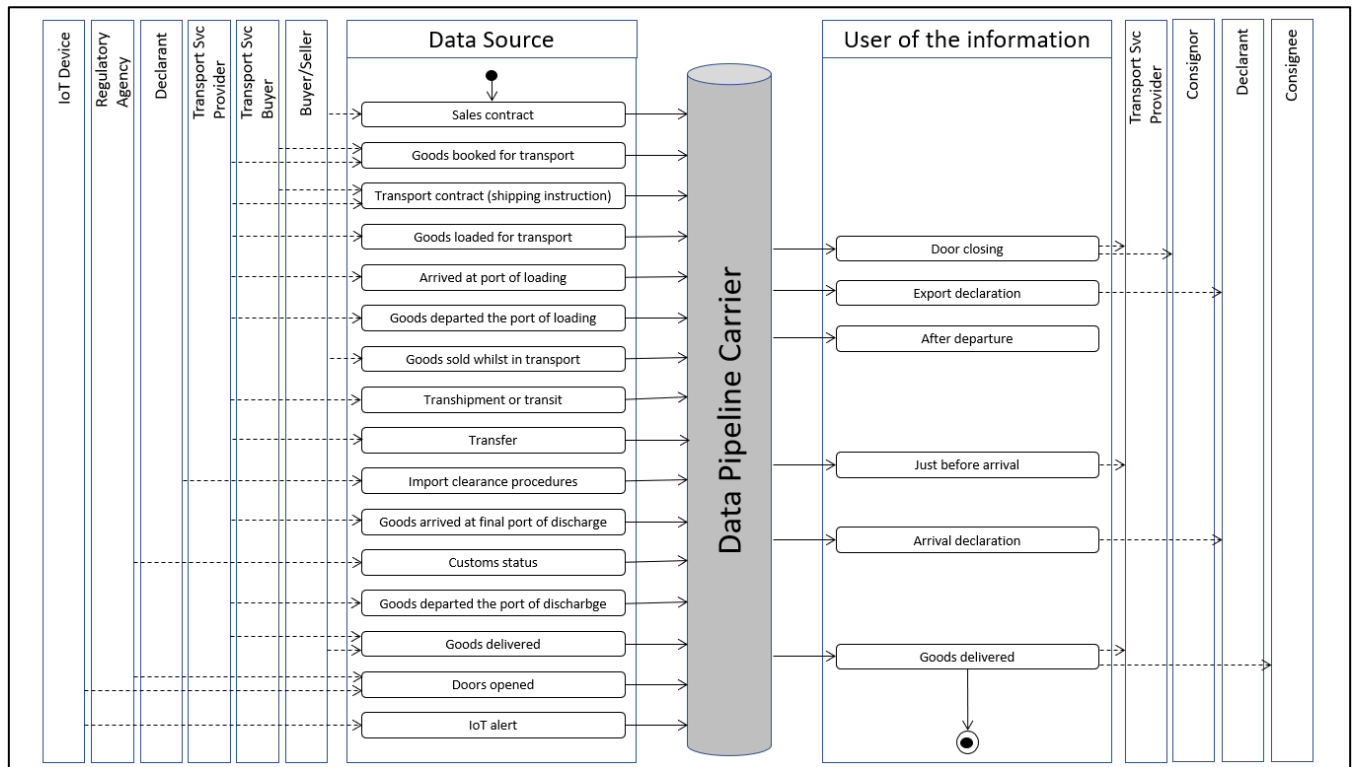 IoT Device
Regulatory
Agency
Declarant
Transport Svc
Provider
Transport Svc
Buyer
Buyer/Seller
Data Source
Sales contract
Goods booked for transport
Transport contract (shipping instruction)
Goods loaded for transport
Arrived at port of loading
Goods departed the port of loading
Goods sold whilst in transport
Transhipment or transit
Transfer
Import clearance procedures
Goods arrived at final port of discharge
Customs status
Goods departed the port of discharbge
Goods delivered
Doors opened
IoT alert
Data Pipeline Carrier
User of the information
Door closing
Export declaration
After departure
Just before arrival
Arrival declaration
Goods delivered
Transport Svc
Provider
Consignor
Declarant
Consignee